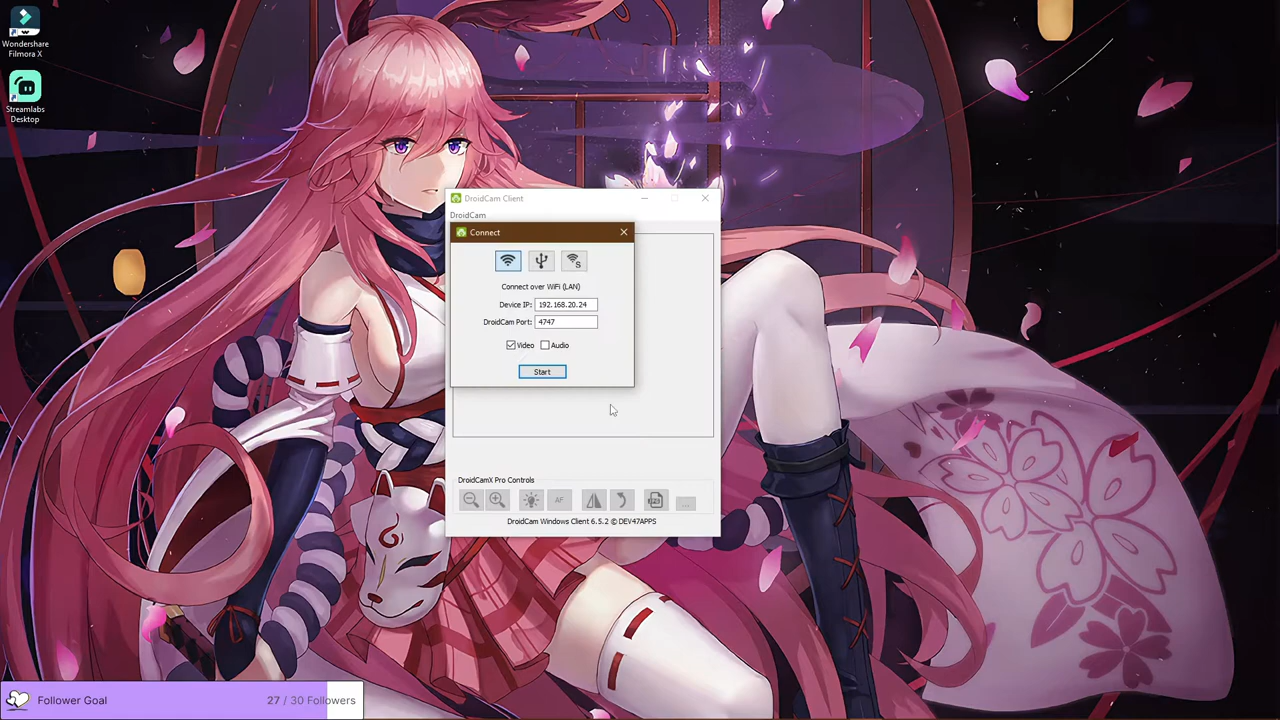 Wondershare
Filmora X
Streamlabs
Desktop
DroidCam Client
DroidCam
Connect
S
Connect over WiFi (LAN)
Device IP: 192.168.20.24
DroidCam Port: 4747
Video Audio
Start
DroidCamX Pro Controls
AF
...
DroidCam Windows Client 6.5.2 © DEV47APPS
Follower Goal 27 / 30 Followers